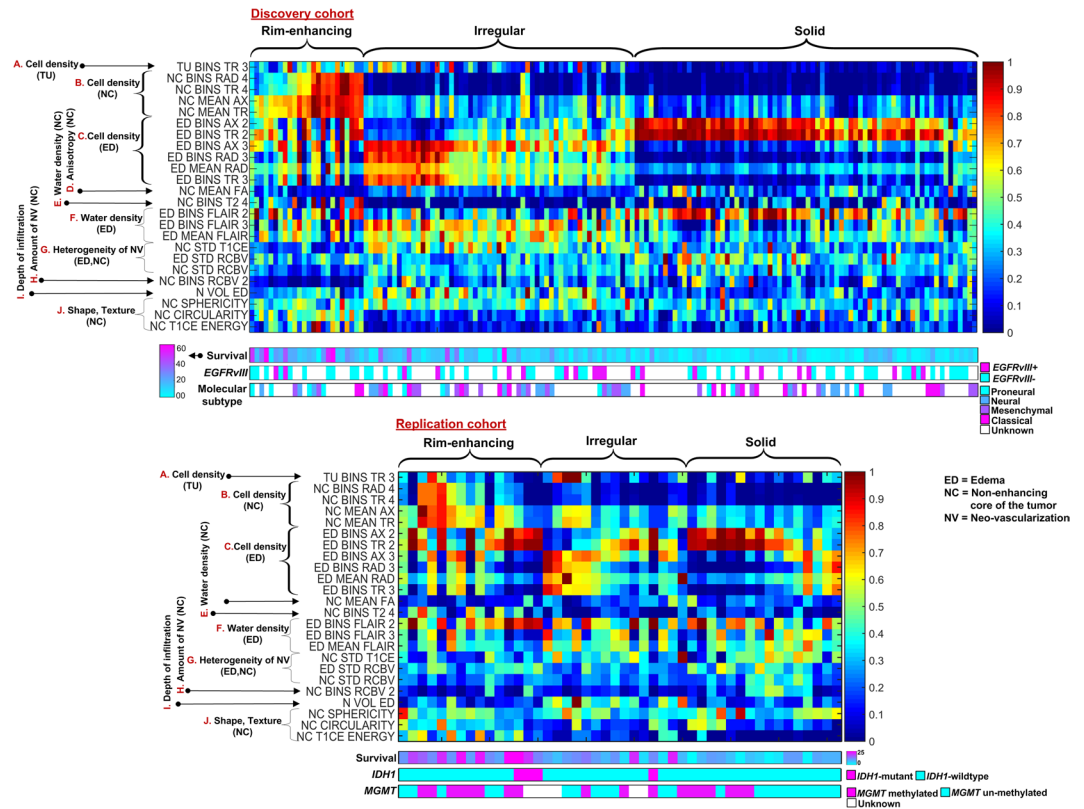 Discovery cohort
Rim-enhancing Irregular Solid
A. Cell density (TU)
B. Cell density (NC)
C.Cell density (ED)
D. Anisotropy (NC)
E. Water density (NC)
F. Water density (ED)
G. Heterogeneity of NV (ED,NC)
H. Amount of NV (NC)
I. Depth of infiltration
J. Shape, Texture (NC)
TU BINS TR 3
NC BINS RAD 4
NC BINS TR 4
NC MEAN AX
NC MEAN TR
ED BINS AX 2
ED BINS TR 2
ED BINS AX 3
ED BINS RAD 3
ED MEAN RAD
ED BINS TR 3
NC MEAN FA
NC BINS T2 4
ED BINS FLAIR 2
ED BINS FLAIR 3
ED MEAN FLAIR
NC STD T1CE
ED STD RCBV
NC STD RCBV
NC BINS RCBV 2
N VOL ED
NC SPHERICITY
NC CIRCULARITY
NC T1CE ENERGY
1
0.9
0.8
0.7
0.6
0.5
0.4
0.3
0.2
0.1
0
60
40
20
00
Survival
EGFRvIII
Molecular subtype
EGFRvIII+
EGFRvIII-
Proneural
Neural
Mesenchymal
Classical
Unknown
Replication cohort
Rim-enhancing Irregular Solid
A. Cell density (TU)
B. Cell density (NC)
C.Cell density (ED)
E. Water density (NC)
F. Water density (ED)
G. Heterogeneity of NV (ED,NC)
H. Amount of NV (NC)
I. Depth of infiltration
J. Shape, Texture (NC)
TU BINS TR 3
NC BINS RAD 4
NC BINS TR 4
NC MEAN AX
NC MEAN TR
ED BINS AX 2
ED BINS TR 2
ED BINS AX 3
ED BINS RAD 3
ED MEAN RAD
ED BINS TR 3
NC MEAN FA
NC BINS T2 4
ED BINS FLAIR 2
ED BINS FLAIR 3
ED MEAN FLAIR
NC STD T1CE
ED STD RCBV
NC STD RCBV
NC BINS RCBV 2
N VOL ED
NC SPHERICITY
NC CIRCULARITY
NC T1CE ENERGY
1
0.9
0.8
0.7
0.6
0.5
0.4
0.3
0.2
0.1
0
ED = Edema
NC = Non-enhancing
core of the tumor
NV = Neo-vascularization
Survival
25
0
IDH1
IDH1-mutant IDH1-wildtype
MGMT
MGMT methylated MGMT un-methylated
Unknown